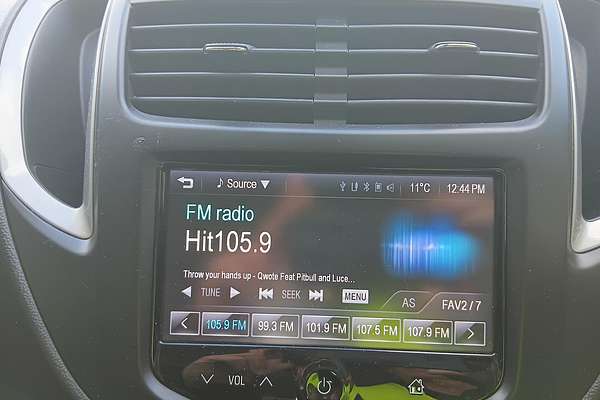 Source 11°C 12:44 PM
FM radio
Hit105.9
Throw your hands up - Qwote Feat Pitbull and Luce...
TUNE SEEK MENU AS FAV2 / 7
105.9 FM 99.3 FM 101.9 FM 107.5 FM 107.9 FM
VOL